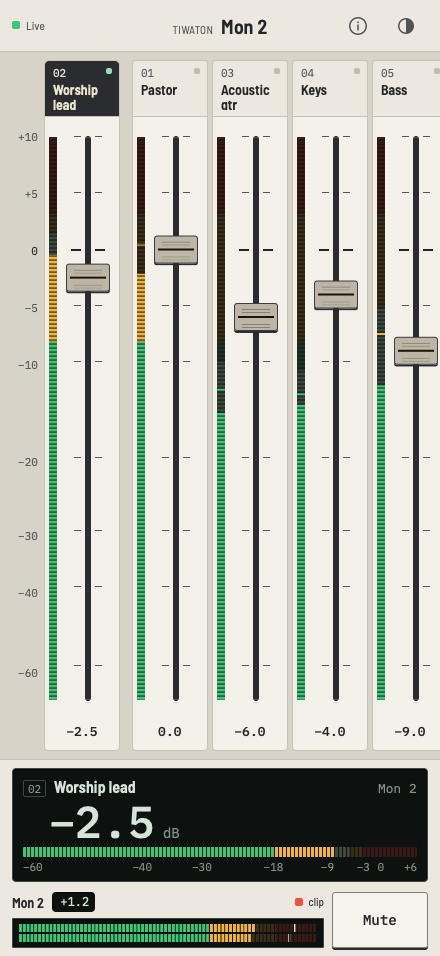 Live
TIWATON Mon 2
02
Worship lead
01
Pastor
03
Acoustic gtr
04
Keys
05
Bass
+10
+5
0
−5
−10
−20
−30
−40
−60
−2.5
0.0
−6.0
−4.0
−9.0
02 Worship lead Mon 2
−2.5 dB
−60 −40 −30 −18 −9 −3 0 +6
Mon 2 +1.2 clip
Mute